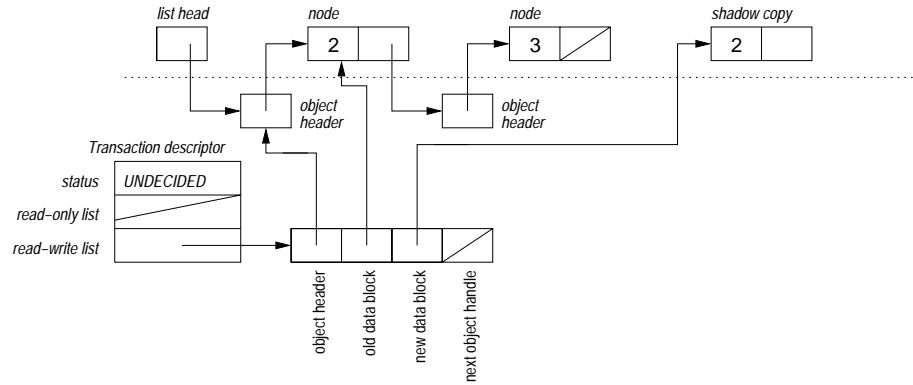 list head
node
node
shadow copy
2
3
2
object
header
object
header
Transaction descriptor
status
UNDECIDED
read-only list
read-write list
object header
old data block
new data block
next object handle